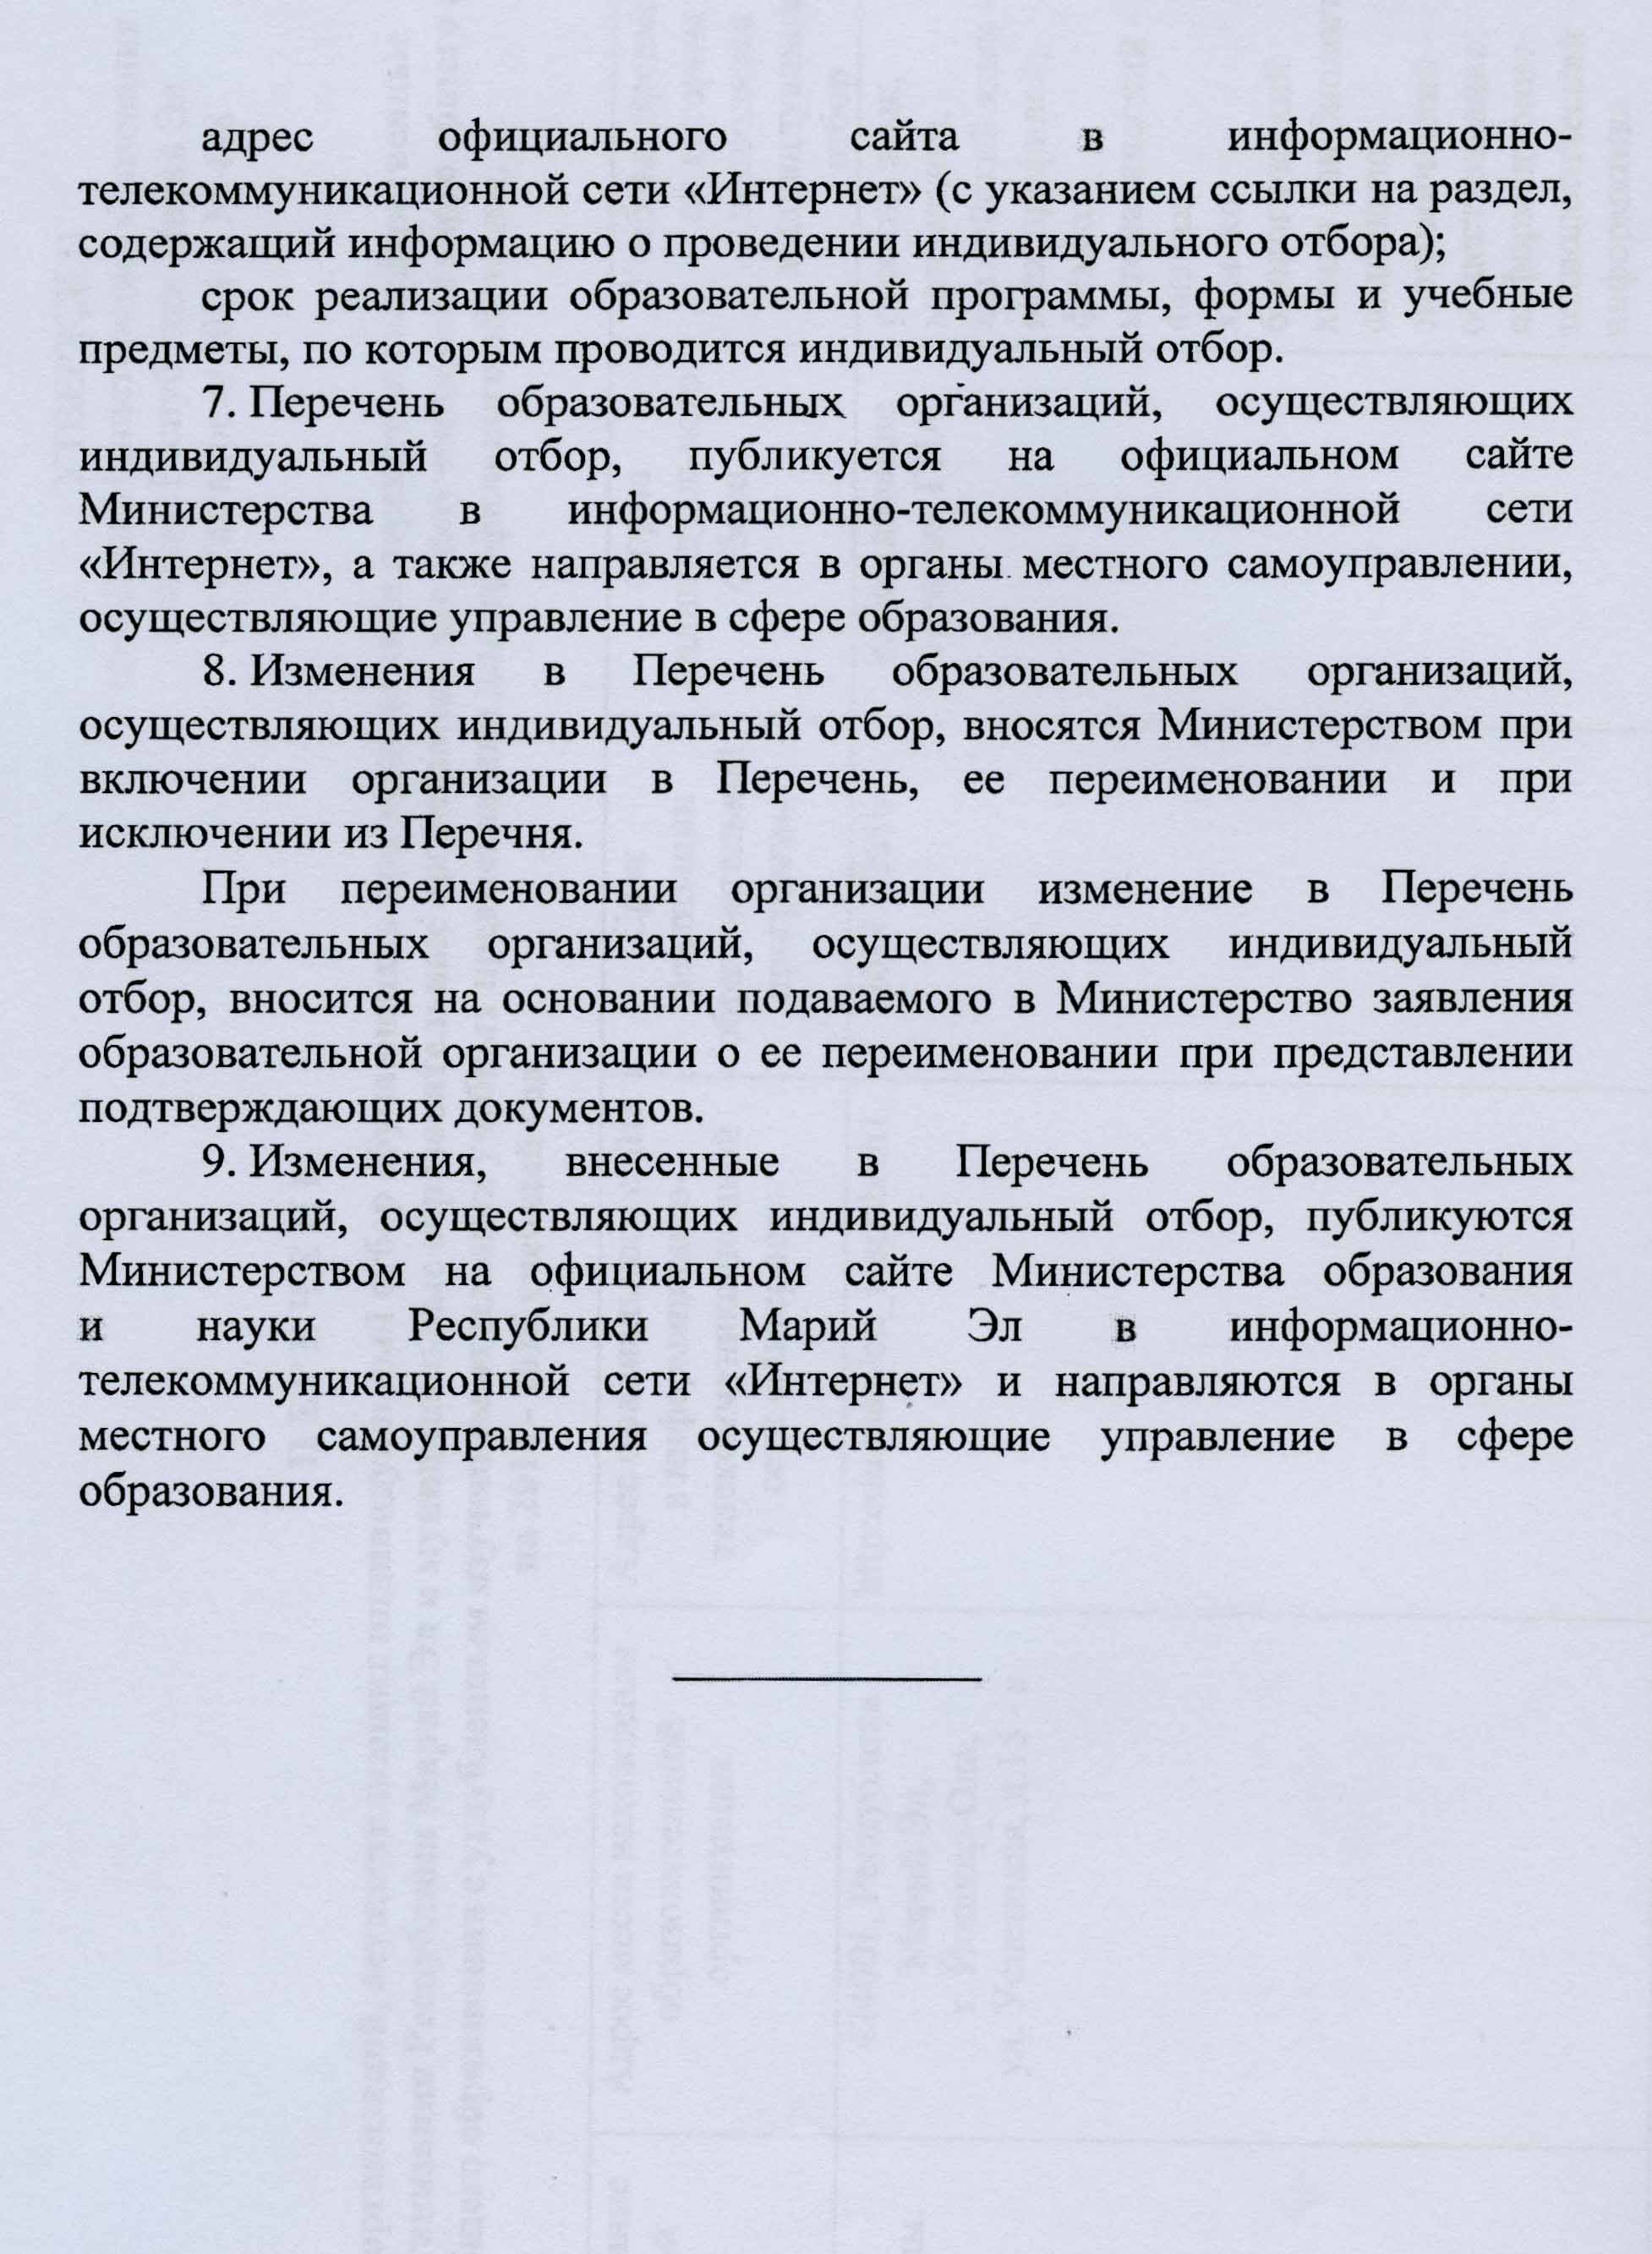 адрес официального сайта в информационно-
телекоммуникационной сети «Интернет» (с указанием ссылки на раздел,
содержащий информацию о проведении индивидуального отбора);
срок реализации образовательной программы, формы и учебные
предметы, по которым проводится индивидуальный отбор.
7. Перечень образовательных организаций, осуществляющих
индивидуальный отбор, публикуется на официальном сайте
Министерства в информационно-телекоммуникационной сети
«Интернет», а также направляется в органы местного самоуправлении,
осуществляющие управление в сфере образования.
8. Изменения в Перечень образовательных организаций,
осуществляющих индивидуальный отбор, вносятся Министерством при
включении организации в Перечень, ее переименовании и при
исключении из Перечня.
При переименовании организации изменение в Перечень
образовательных организаций, осуществляющих индивидуальный
отбор, вносится на основании подаваемого в Министерство заявления
образовательной организации о ее переименовании при представлении
подтверждающих документов.
9. Изменения, внесенные в Перечень образовательных
организаций, осуществляющих индивидуальный отбор, публикуются
Министерством на официальном сайте Министерства образования
и науки Республики Марий Эл в информационно-
телекоммуникационной сети «Интернет» и направляются в органы
местного самоуправления осуществляющие управление в сфере
образования.